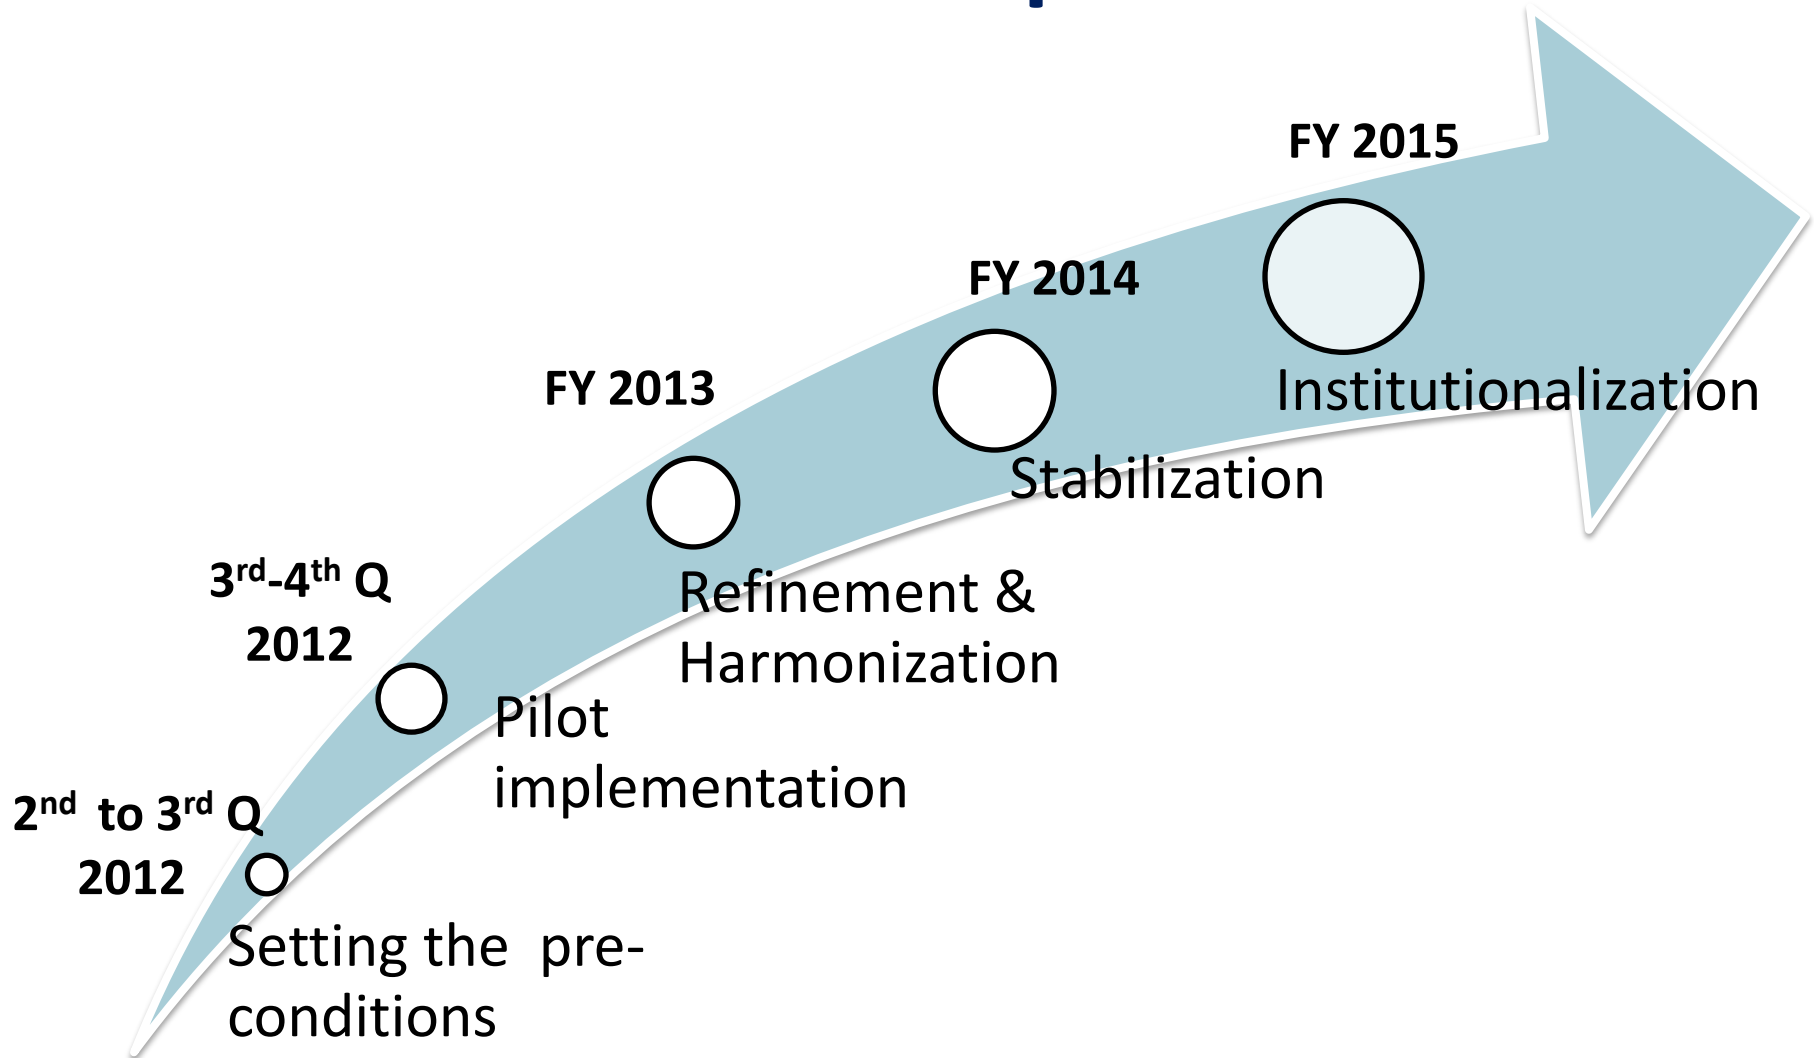 FY 2015
FY 2014
Institutionalization
FY 2013
Stabilization
3rd-4th Q
2012
Refinement &
Harmonization
Pilot
implementation
2nd to 3rd Q
2012
Setting the pre-
conditions